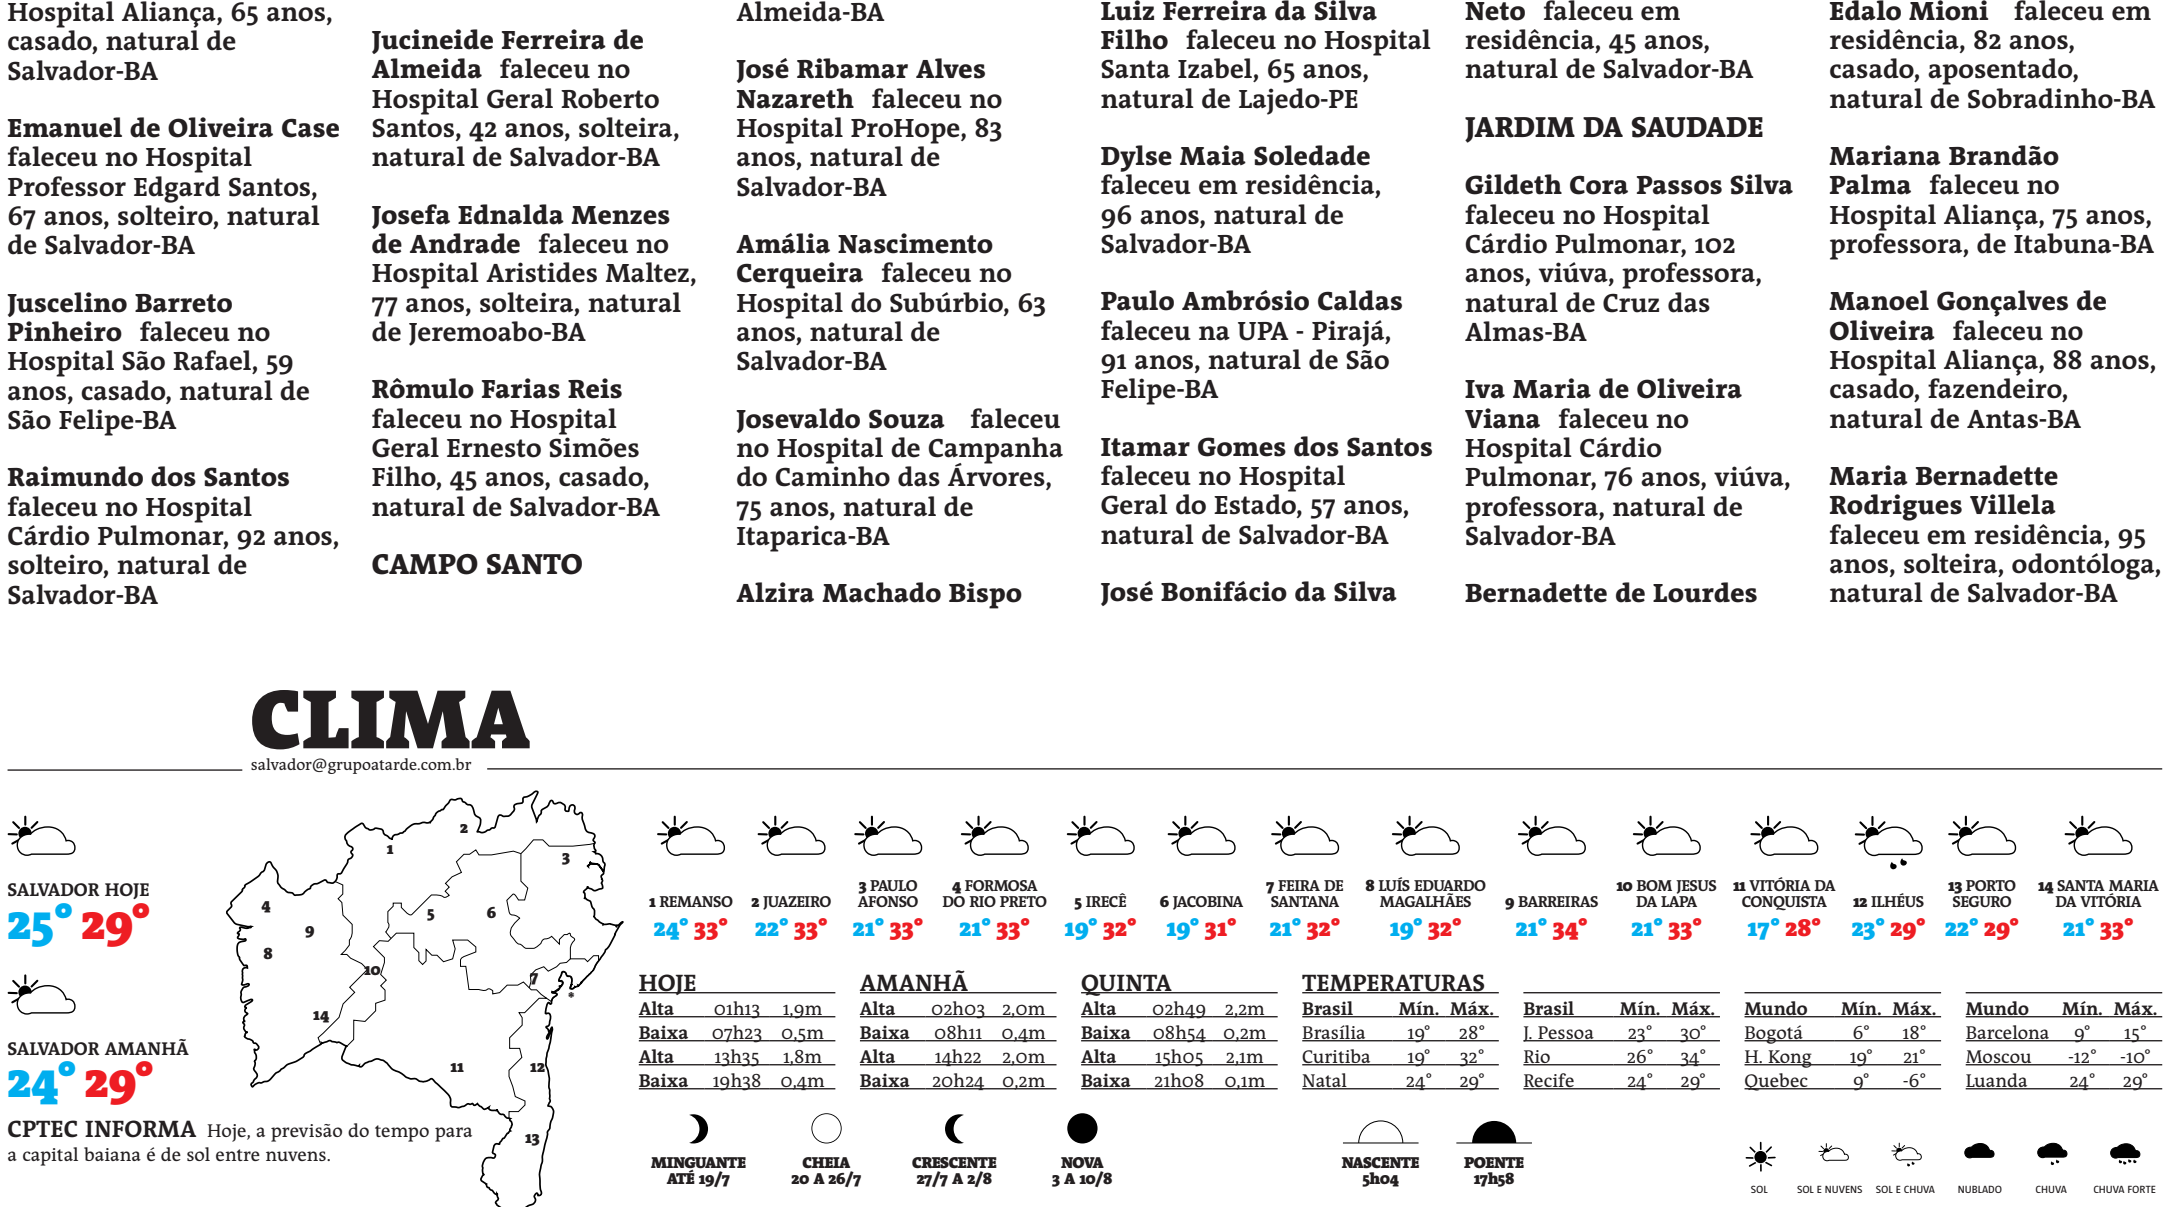 Hospital Aliança, 65 anos,
casado, natural de
Salvador-BA
Emanuel de Oliveira Case
faleceu no Hospital
Professor Edgard Santos,
67 anos, solteiro, natural
de Salvador-BA
Juscelino Barreto
Pinheiro faleceu no
Hospital São Rafael, 59
anos, casado, natural de
São Felipe-BA
Raimundo dos Santos
faleceu no Hospital
Cárdio Pulmonar, 92 anos,
solteiro, natural de
Salvador-BA
Jucineide Ferreira de
Almeida faleceu no
Hospital Geral Roberto
Santos, 42 anos, solteira,
natural de Salvador-BA
Josefa Ednalda Menzes
de Andrade faleceu no
Hospital Aristides Maltez,
77 anos, solteira, natural
de Jeremoabo-BA
Rômulo Farias Reis
faleceu no Hospital
Geral Ernesto Simões
Filho, 45 anos, casado,
natural de Salvador-BA
CAMPO SANTO
Almeida-BA
José Ribamar Alves
Nazareth faleceu no
Hospital ProHope, 83
anos, natural de
Salvador-BA
Amália Nascimento
Cerqueira faleceu no
Hospital do Subúrbio, 63
anos, natural de
Salvador-BA
Josevaldo Souza faleceu
no Hospital de Campanha
do Caminho das Árvores,
75 anos, natural de
Itaparica-BA
Alzira Machado Bispo
Luiz Ferreira da Silva
Filho faleceu no Hospital
Santa Izabel, 65 anos,
natural de Lajedo-PE
Dylse Maia Soledade
faleceu em residência,
96 anos, natural de
Salvador-BA
Paulo Ambrósio Caldas
faleceu na UPA - Pirajá,
91 anos, natural de São
Felipe-BA
Itamar Gomes dos Santos
faleceu no Hospital
Geral do Estado, 57 anos,
natural de Salvador-BA
José Bonifácio da Silva
Neto faleceu em
residência, 45 anos,
natural de Salvador-BA
JARDIM DA SAUDADE
Gildeth Cora Passos Silva
faleceu no Hospital
Cárdio Pulmonar, 102
anos, viúva, professora,
natural de Cruz das
Almas-BA
Iva Maria de Oliveira
Viana faleceu no
Hospital Cárdio
Pulmonar, 76 anos, viúva,
professora, natural de
Salvador-BA
Bernadette de Lourdes
Edalo Mioni faleceu em
residência, 82 anos,
casado, aposentado,
natural de Sobradinho-BA
Mariana Brandão
Palma faleceu no
Hospital Aliança, 75 anos,
professora, de Itabuna-BA
Manoel Gonçalves de
Oliveira faleceu no
Hospital Aliança, 88 anos,
casado, fazendeiro,
natural de Antas-BA
Maria Bernadette
Rodrigues Villela
faleceu em residência, 95
anos, solteira, odontóloga,
natural de Salvador-BA
CLIMA
salvador@grupoatarde.com.br
SALVADOR HOJE
25° 29°
SALVADOR AMANHÃ
24° 29°
CPTEC INFORMA Hoje, a previsão do tempo para
a capital baiana é de sol entre nuvens.
2
1
3
4
5
6
9
8
10
7
*
14
11
12
13
1 REMANSO
24° 33°
2 JUAZEIRO
22° 33°
3 PAULO
AFONSO
21° 33°
4 FORMOSA
DO RIO PRETO
21° 33°
5 IRECÊ
19° 32°
6 JACOBINA
19° 31°
7 FEIRA DE
SANTANA
21° 32°
8 LUÍS EDUARDO
MAGALHÃES
19° 32°
9 BARREIRAS
21° 34°
10 BOM JESUS
DA LAPA
21° 33°
11 VITÓRIA DA
CONQUISTA
17° 28°
12 ILHÉUS
23° 29°
13 PORTO
SEGURO
22° 29°
14 SANTA MARIA
DA VITÓRIA
21° 33°
HOJE
Alta 01h13 1,9m
Baixa 07h23 0,5m
Alta 13h35 1,8m
Baixa 19h38 0,4m
AMANHÃ
Alta 02h03 2,0m
Baixa 08h11 0,4m
Alta 14h22 2,0m
Baixa 20h24 0,2m
QUINTA
Alta 02h49 2,2m
Baixa 08h54 0,2m
Alta 15h05 2,1m
Baixa 21h08 0,1m
TEMPERATURAS
Brasil Mín. Máx.
Brasília 19° 28°
Curitiba 19° 32°
Natal 24° 29°
Brasil Mín. Máx.
J. Pessoa 23° 30°
Rio 26° 34°
Recife 24° 29°
Mundo Mín. Máx.
Bogotá 6° 18°
H. Kong 19° 21°
Quebec 9° -6°
Mundo Mín. Máx.
Barcelona 9° 15°
Moscou -12° -10°
Luanda 24° 29°
MINGUANTE
ATÉ 19/7
CHEIA
20 A 26/7
CRESCENTE
27/7 A 2/8
NOVA
3 A 10/8
NASCENTE
5h04
POENTE
17h58
SOL
SOL E NUVENS
SOL E CHUVA
NUBLADO
CHUVA
CHUVA FORTE